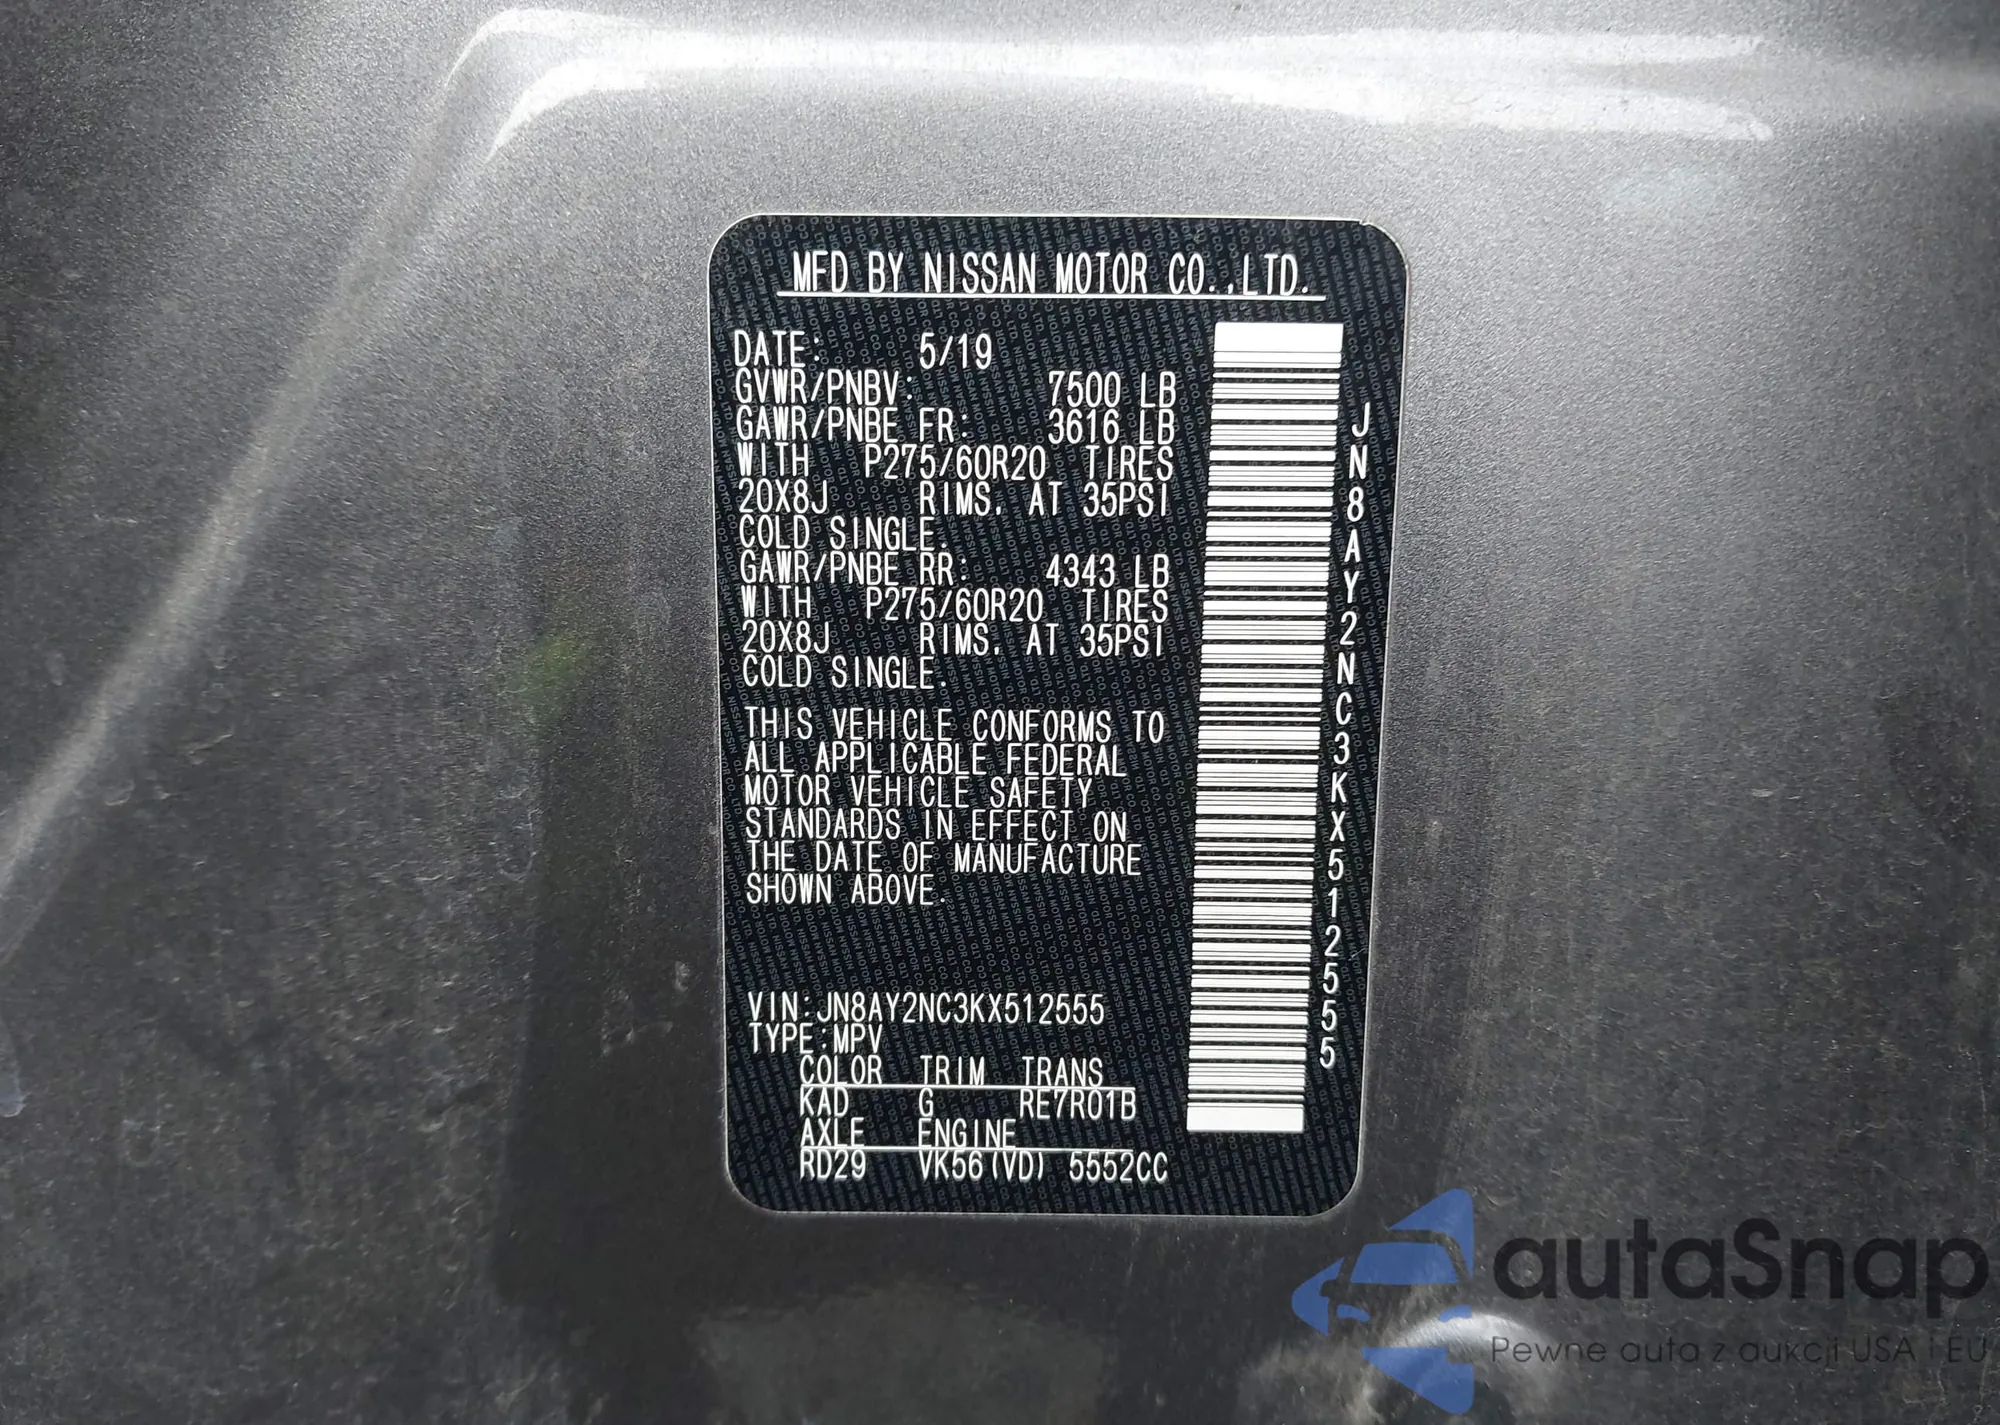 MFD BY NISSAN MOTOR CO.,LTD.
DATE: 5/19
GVWR/PNBV: 7500 LB
GAWR/PNBE FR: 3616 LB
WITH P275/60R20 TIRES
20X8J RIMS. AT 35PSI
COLD SINGLE.
GAWR/PNBE RR: 4343 LB
WITH P275/60R20 TIRES
20X8J RIMS. AT 35PSI
COLD SINGLE.
THIS VEHICLE CONFORMS TO
ALL APPLICABLE FEDERAL
MOTOR VEHICLE SAFETY
STANDARDS IN EFFECT ON
THE DATE OF MANUFACTURE
SHOWN ABOVE.
VIN:JN8AY2NC3KX512555
TYPE:MPV
COLOR TRIM TRANS
KAD G RE7R01B
AXLE ENGINE
RD29 VK56(VD) 5552CC
JN8AY2NC3KX512555
autaSnap
Pewne auta z aukcji USA i EU